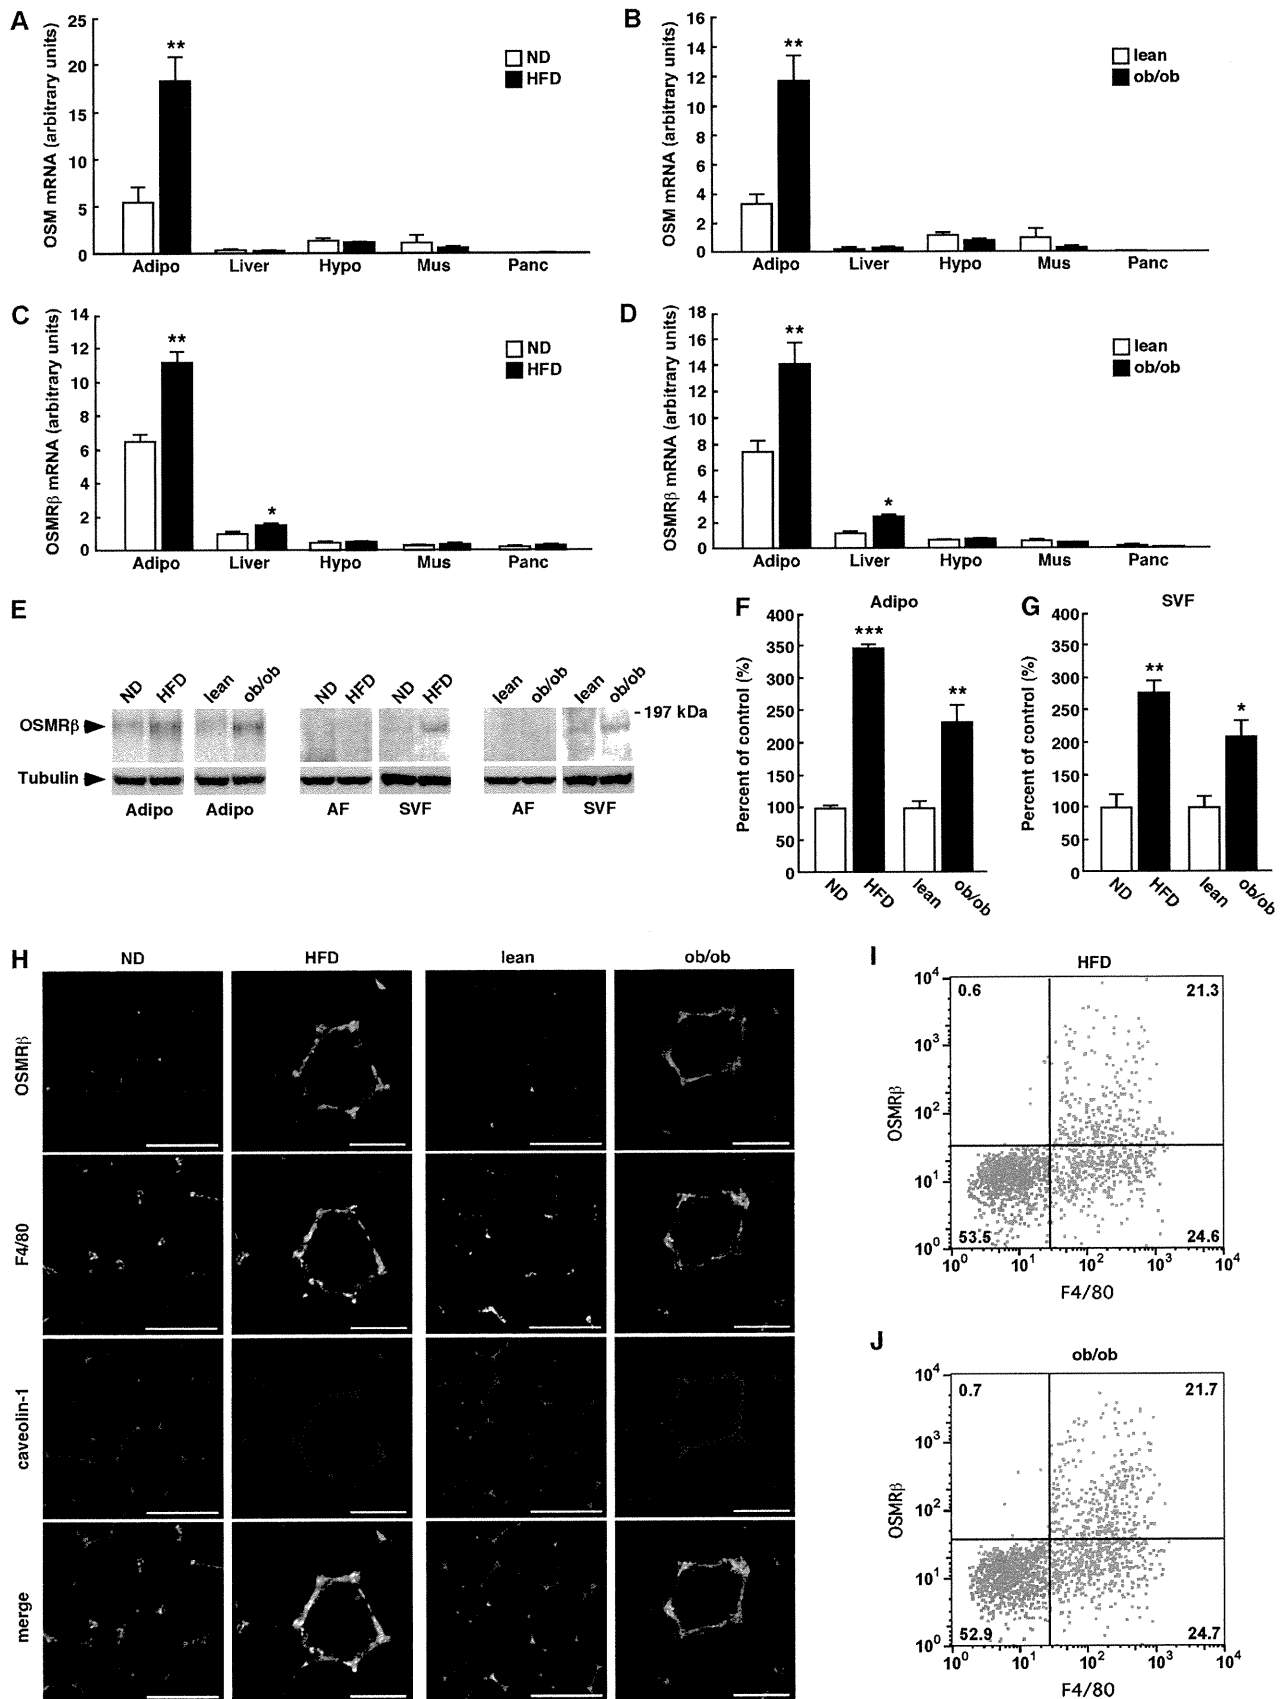 A
OSM mRNA (arbitrary units)
25
20
15
10
5
0
**
ND
HFD
Adipo Liver Hypo Mus Panc
B
OSM mRNA (arbitrary units)
16
14
12
10
8
6
4
2
0
**
lean
ob/ob
Adipo Liver Hypo Mus Panc
C
OSMRβ mRNA (arbitrary units)
14
12
10
8
6
4
2
0
**
*
ND
HFD
Adipo Liver Hypo Mus Panc
D
OSMRβ mRNA (arbitrary units)
18
16
14
12
10
8
6
4
2
0
**
*
lean
ob/ob
Adipo Liver Hypo Mus Panc
E
ND HFD lean ob/ob ND HFD ND HFD lean ob/ob lean ob/ob
-197 kDa
OSMRβ
Tubulin
Adipo Adipo AF SVF AF SVF
F
Adipo
Percent of control (%)
400
350
300
250
200
150
100
50
0
***
**
ND HFD lean ob/ob
G
SVF
Percent of control (%)
400
350
300
250
200
150
100
50
0
**
*
ND HFD lean ob/ob
H
ND HFD lean ob/ob
OSMRβ
F4/80
caveolin-1
merge
I
HFD
OSMRβ
10⁴
10³
10²
10¹
10⁰
0.6 21.3
53.5 24.6
10⁰ 10¹ 10² 10³ 10⁴
F4/80
J
ob/ob
OSMRβ
10⁴
10³
10²
10¹
10⁰
0.7 21.7
52.9 24.7
10⁰ 10¹ 10² 10³ 10⁴
F4/80